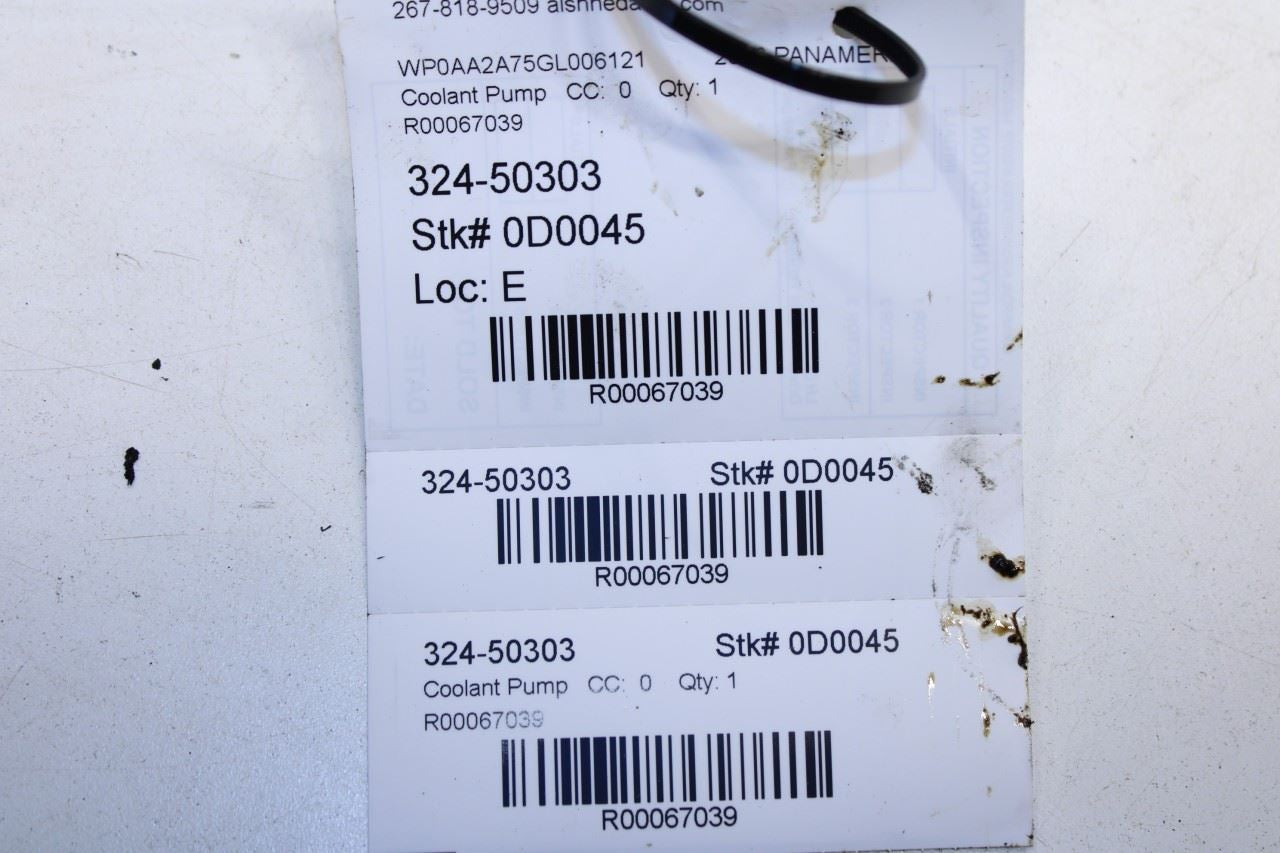 267-818-9509
WP0AA2A75GL006121
Coolant Pump CC: 0 Qty: 1
R00067039
324-50303
Stk# 0D0045
Loc: E
R00067039
324-50303 Stk# 0D0045
R00067039
324-50303 Stk# 0D0045
Coolant Pump CC: 0 Qty: 1
R00067039
R00067039